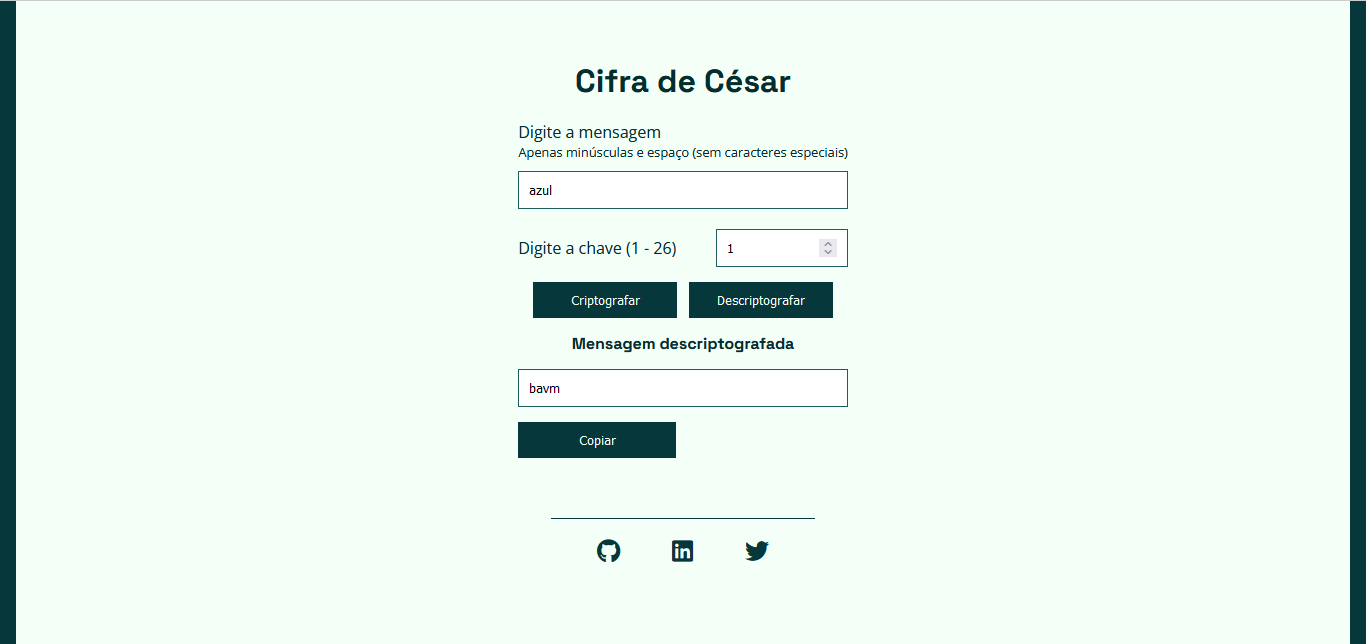 Cifra de César
Digite a mensagem
Apenas minúsculas e espaço (sem caracteres especiais)
azul
Digite a chave (1 - 26) 1
Criptografar Descriptografar
Mensagem descriptografada
bavm
Copiar
in